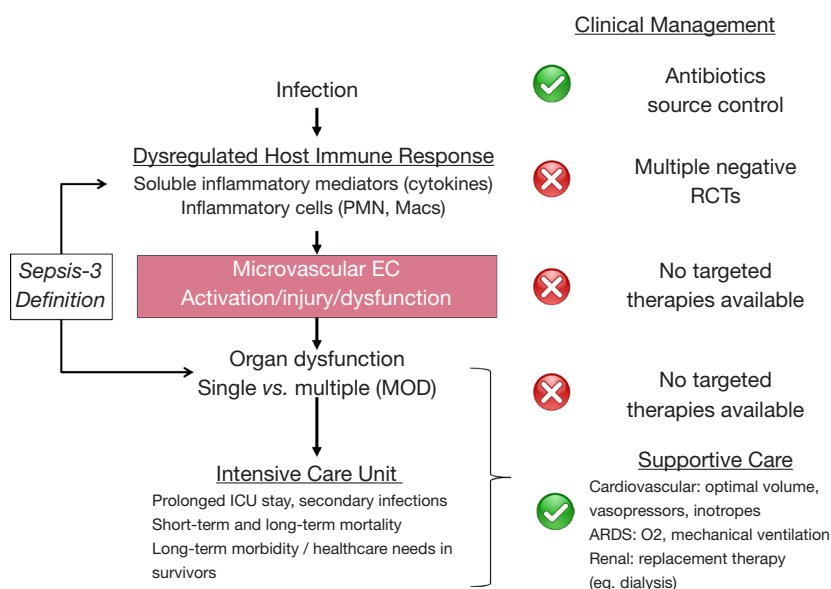 Clinical Management
Infection
Antibiotics
source control
Dysregulated Host Immune Response
Soluble inflammatory mediators (cytokines)
Inflammatory cells (PMN, Macs)
Multiple negative
RCTs
Sepsis-3
Definition
Microvascular EC
Activation/injury/dysfunction
No targeted
therapies available
Organ dysfunction
Single vs. multiple (MOD)
No targeted
therapies available
Intensive Care Unit
Prolonged ICU stay, secondary infections
Short-term and long-term mortality
Long-term morbidity / healthcare needs in
survivors
Supportive Care
Cardiovascular: optimal volume,
vasopressors, inotropes
ARDS: O2, mechanical ventilation
Renal: replacement therapy
(eg. dialysis)